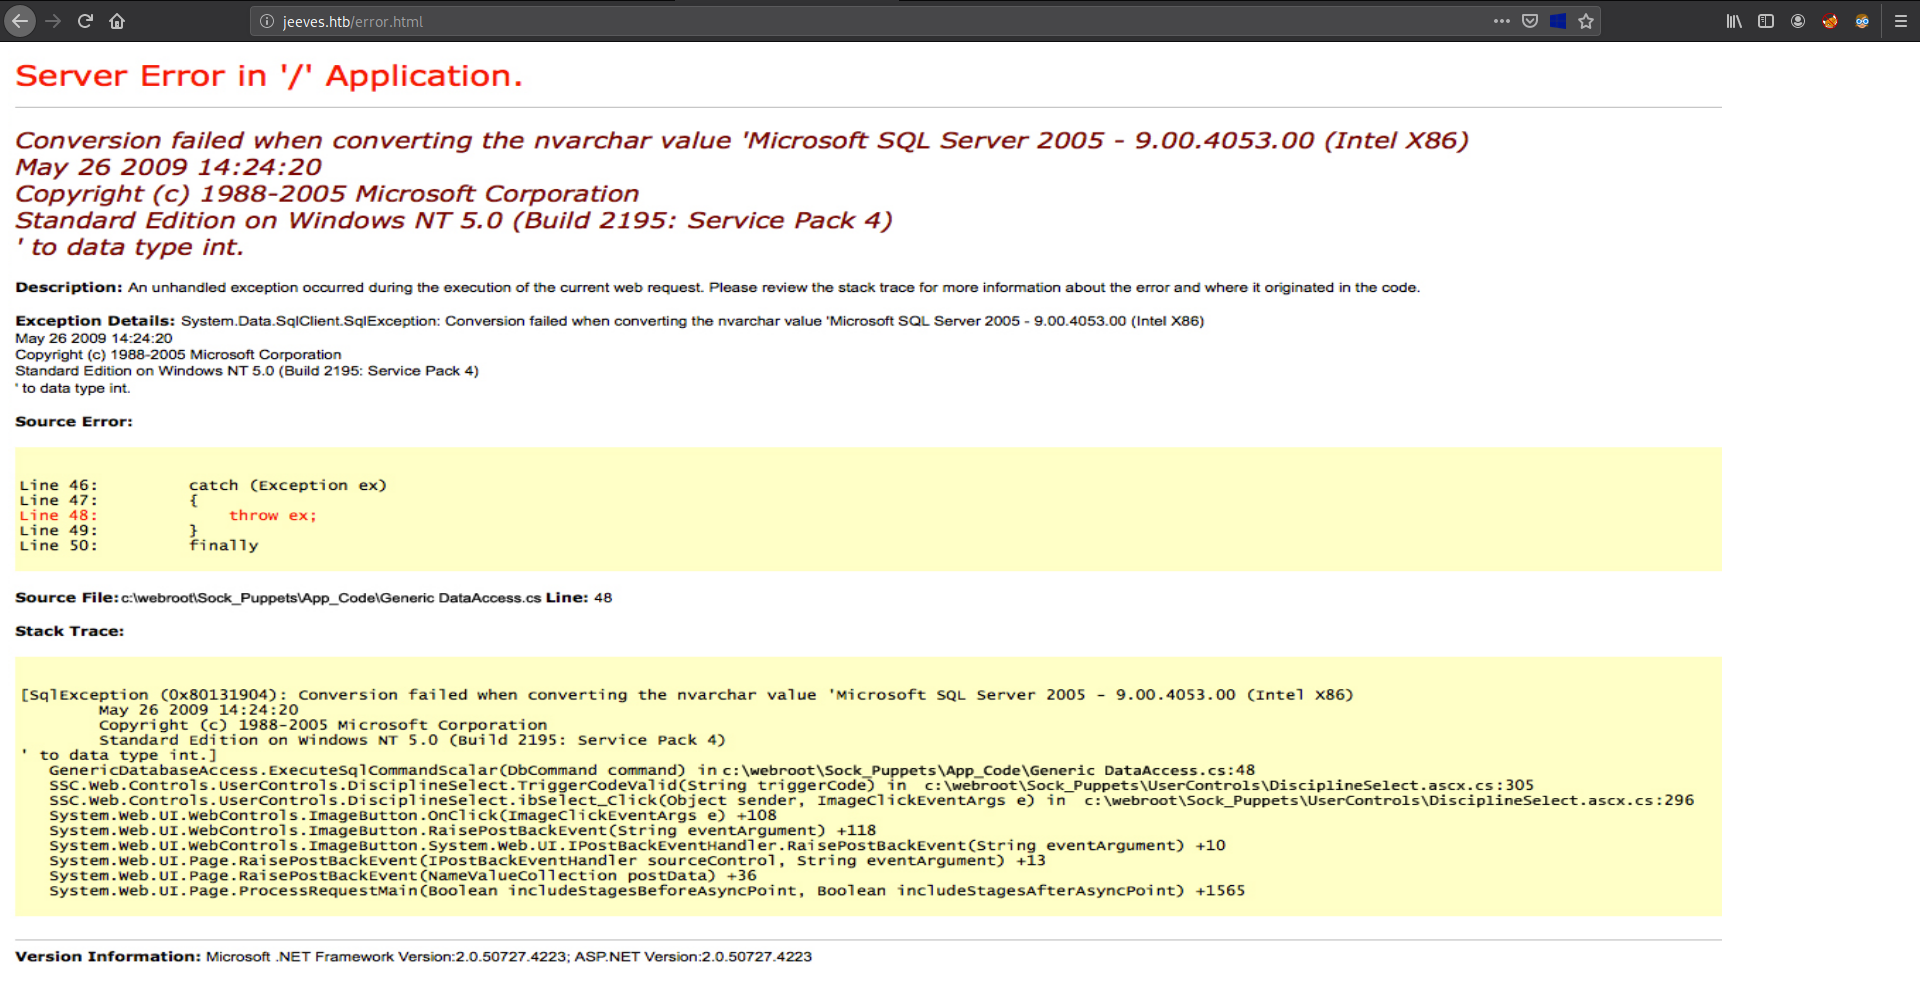 jeeves.htb/error.html
Server Error in '/' Application.
Conversion failed when converting the nvarchar value 'Microsoft SQL Server 2005 - 9.00.4053.00 (Intel X86)
May 26 2009 14:24:20
Copyright (c) 1988-2005 Microsoft Corporation
Standard Edition on Windows NT 5.0 (Build 2195: Service Pack 4)
' to data type int.
Description: An unhandled exception occurred during the execution of the current web request. Please review the stack trace for more information about the error and where it originated in the code.
Exception Details: System.Data.SqlClient.SqlException: Conversion failed when converting the nvarchar value 'Microsoft SQL Server 2005 - 9.00.4053.00 (Intel X86)
May 26 2009 14:24:20
Copyright (c) 1988-2005 Microsoft Corporation
Standard Edition on Windows NT 5.0 (Build 2195: Service Pack 4)
' to data type int.
Source Error:
Line 46:         catch (Exception ex)
Line 47:         {
Line 48:             throw ex;
Line 49:         }
Line 50:         finally
Source File: c:\webroot\Sock_Puppets\App_Code\Generic DataAccess.cs Line: 48
Stack Trace:
[SqlException (0x80131904): Conversion failed when converting the nvarchar value 'Microsoft SQL Server 2005 - 9.00.4053.00 (Intel X86)
May 26 2009 14:24:20
Copyright (c) 1988-2005 Microsoft Corporation
Standard Edition on Windows NT 5.0 (Build 2195: Service Pack 4)
' to data type int.]
GenericDatabaseAccess.ExecuteSqlCommandScalar(DbCommand command) in c:\webroot\Sock_Puppets\App_Code\Generic DataAccess.cs:48
SSC.Web.Controls.UserControls.DisciplineSelect.TriggerCodeValid(String triggerCode) in c:\webroot\Sock_Puppets\UserControls\DisciplineSelect.ascx.cs:305
SSC.Web.Controls.UserControls.DisciplineSelect.ibSelect_Click(Object sender, ImageClickEventArgs e) in c:\webroot\Sock_Puppets\UserControls\DisciplineSelect.ascx.cs:296
System.Web.UI.WebControls.ImageButton.OnClick(ImageClickEventArgs e) +108
System.Web.UI.WebControls.ImageButton.RaisePostBackEvent(String eventArgument) +118
System.Web.UI.WebControls.ImageButton.System.Web.UI.IPostBackEventHandler.RaisePostBackEvent(String eventArgument) +10
System.Web.UI.Page.RaisePostBackEvent(IPostBackEventHandler sourceControl, String eventArgument) +13
System.Web.UI.Page.RaisePostBackEvent(NameValueCollection postData) +36
System.Web.UI.Page.ProcessRequestMain(Boolean includeStagesBeforeAsyncPoint, Boolean includeStagesAfterAsyncPoint) +1565
Version Information: Microsoft .NET Framework Version:2.0.50727.4223; ASP.NET Version:2.0.50727.4223